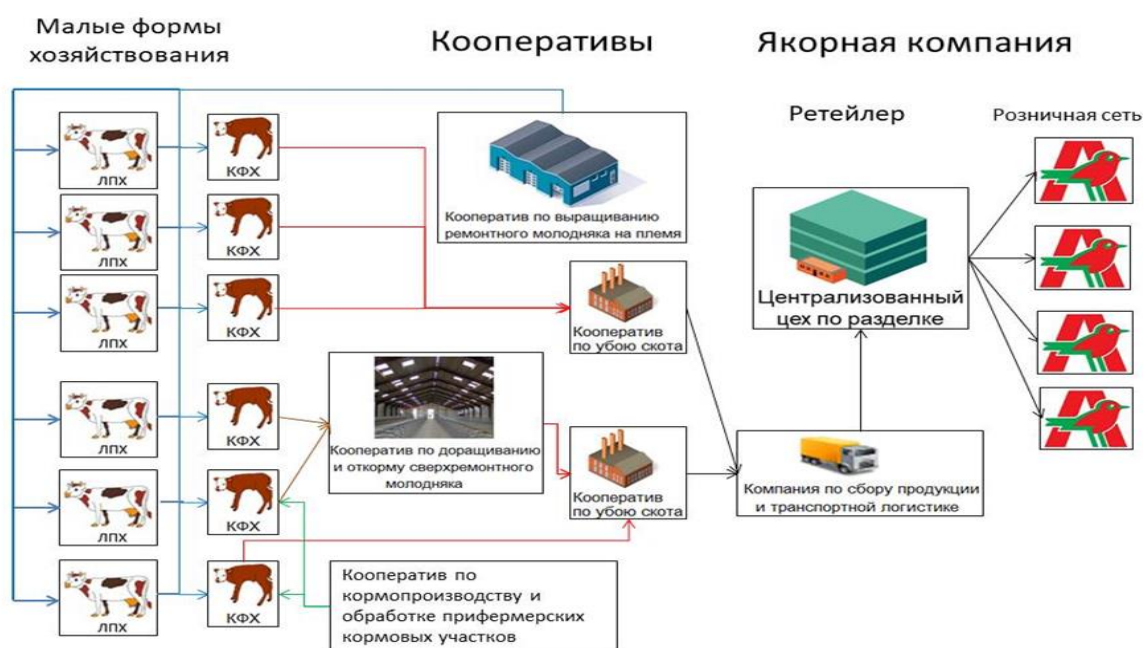 Малые формы
хозяйствования
Кооперативы
Якорная компания
Ретейлер
Розничная сеть
ЛПХ
КФХ
ЛПХ
КФХ
ЛПХ
КФХ
Кооператив по выращиванию
ремонтного молодняка на племя
Кооператив
по убою скота
Централизованный
цех по разделке
ЛПХ
КФХ
ЛПХ
КФХ
ЛПХ
КФХ
Кооператив по доращиванию
и откорму сверхремонтного
молодняка
Кооператив
по убою скота
Компания по сбору продукции
и транспортной логистике
Кооператив по
кормопроизводству и
обработке прифермерских
кормовых участков